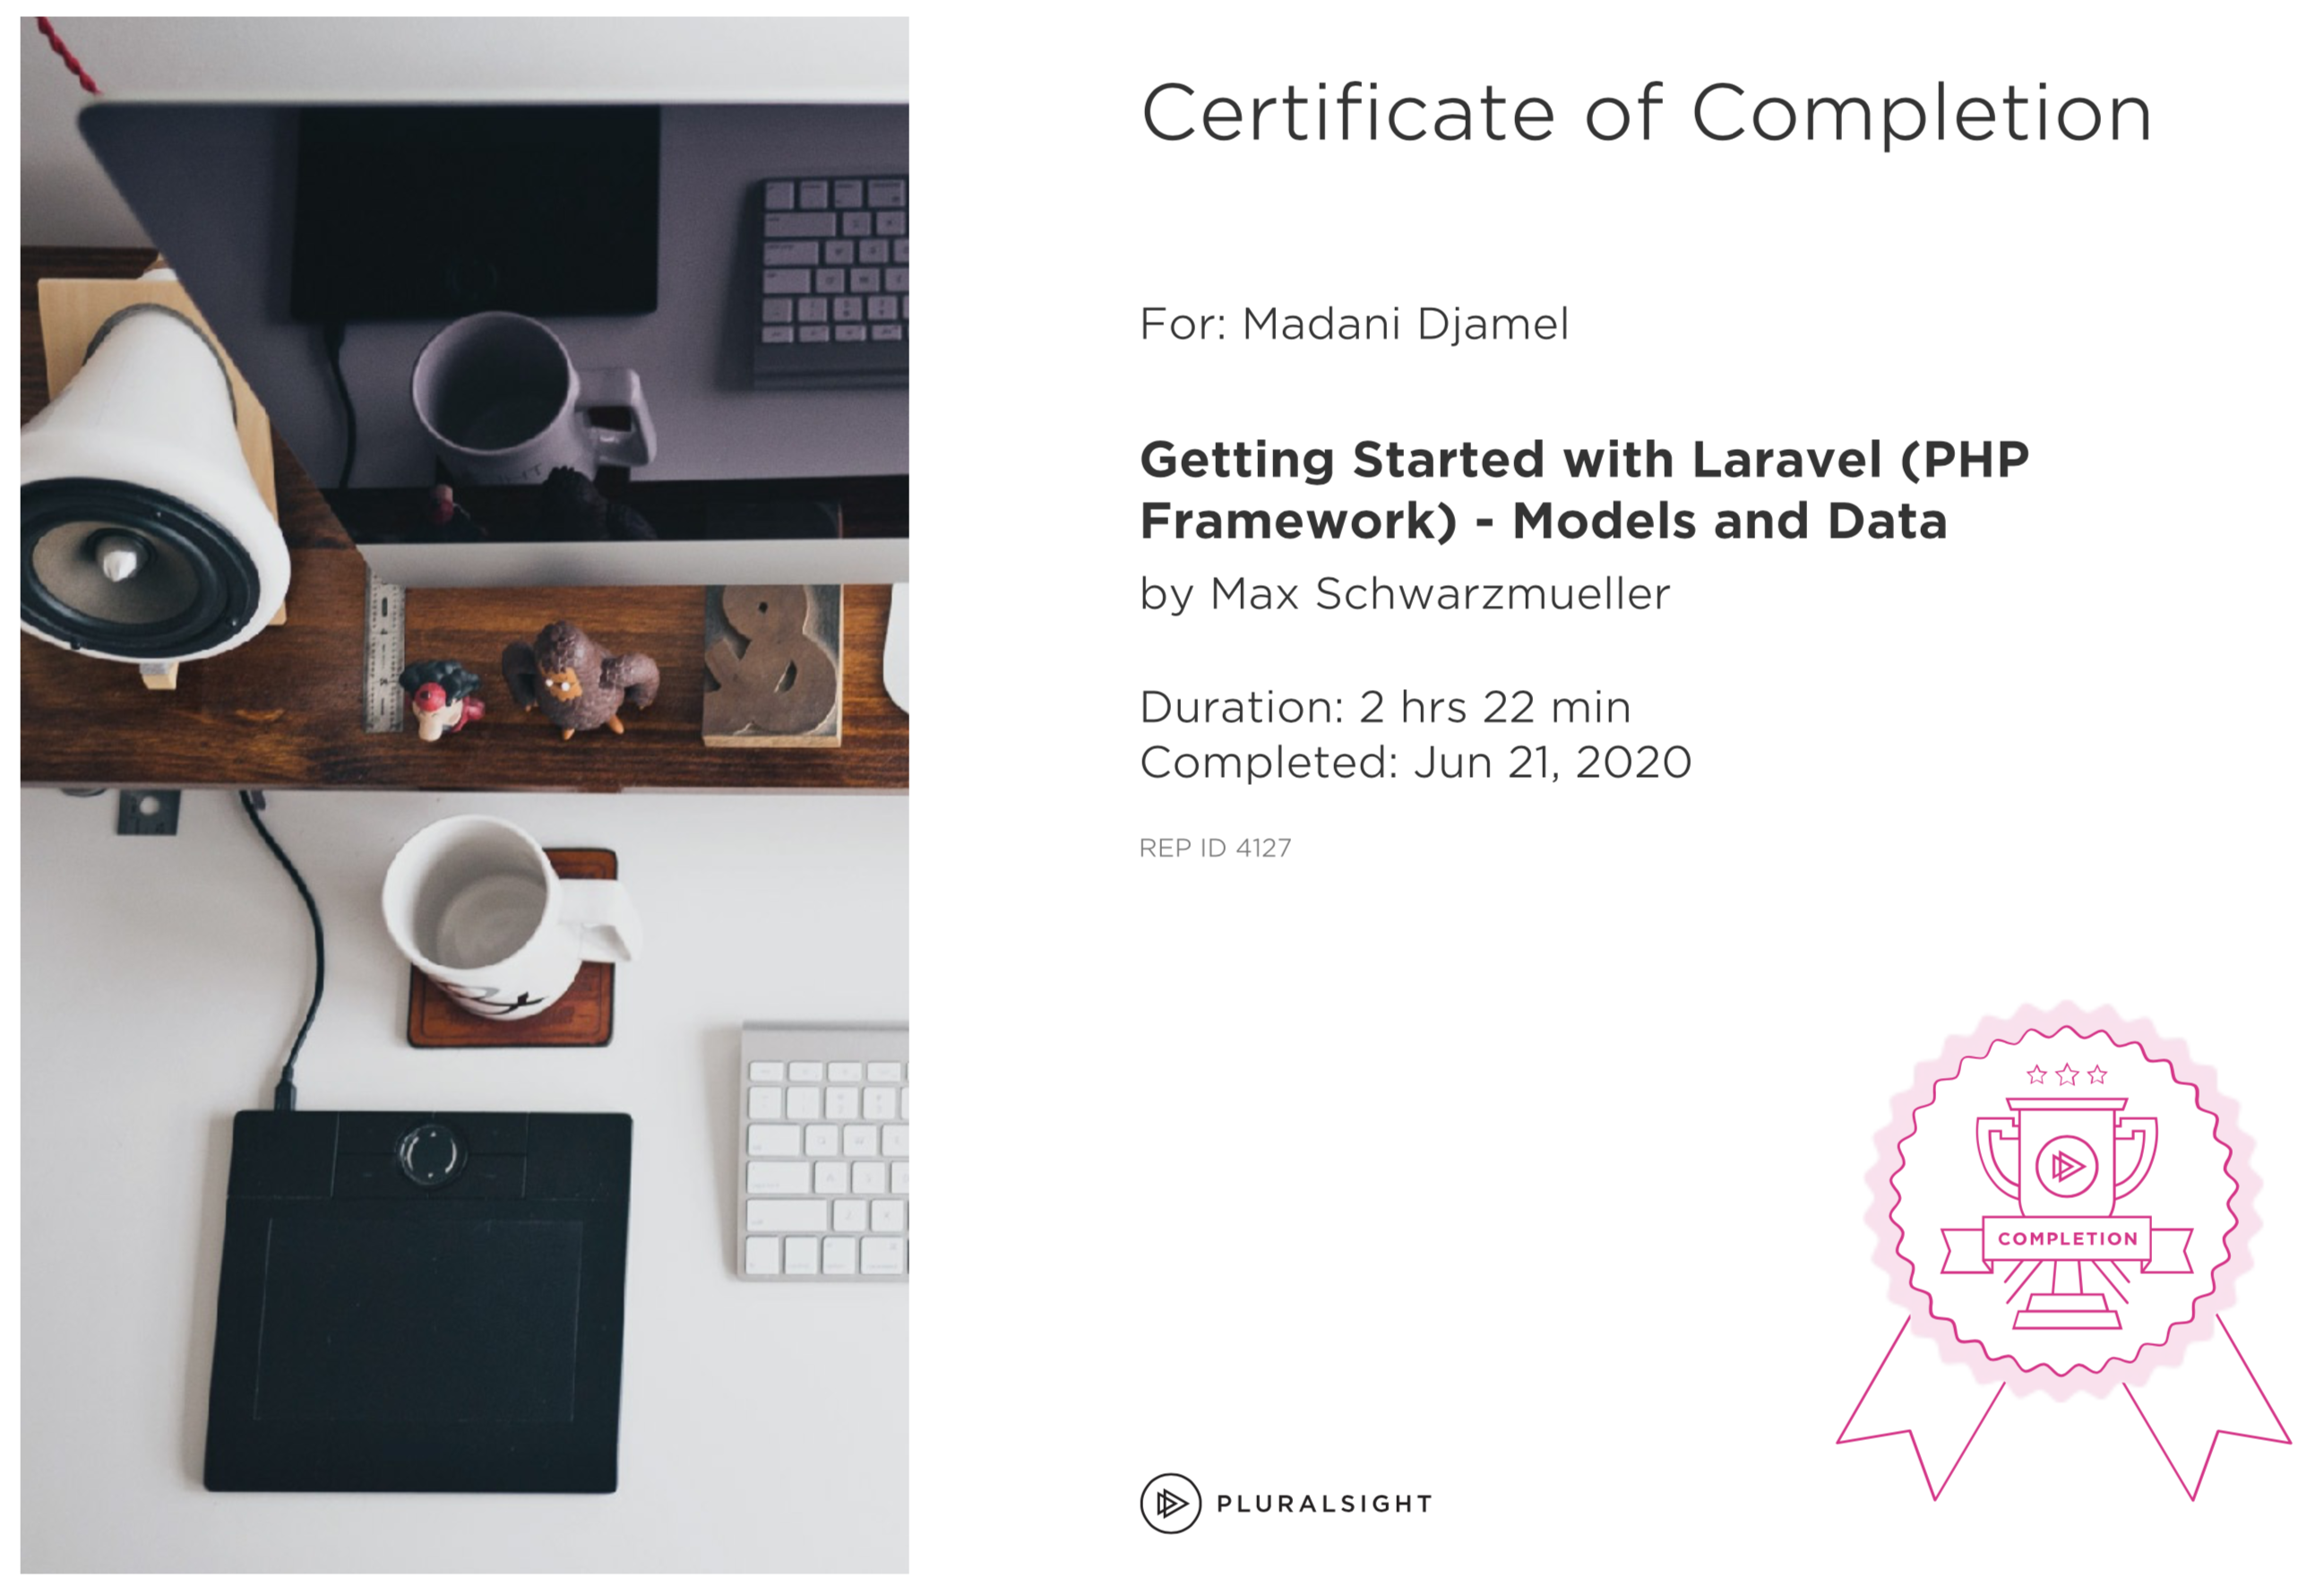 Certificate of Completion
For: Madani Djamel
Getting Started with Laravel (PHP
Framework) - Models and Data
by Max Schwarzmueller
Duration: 2 hrs 22 min
Completed: Jun 21, 2020
REP ID 4127
COMPLETION
PLURALSIGHT